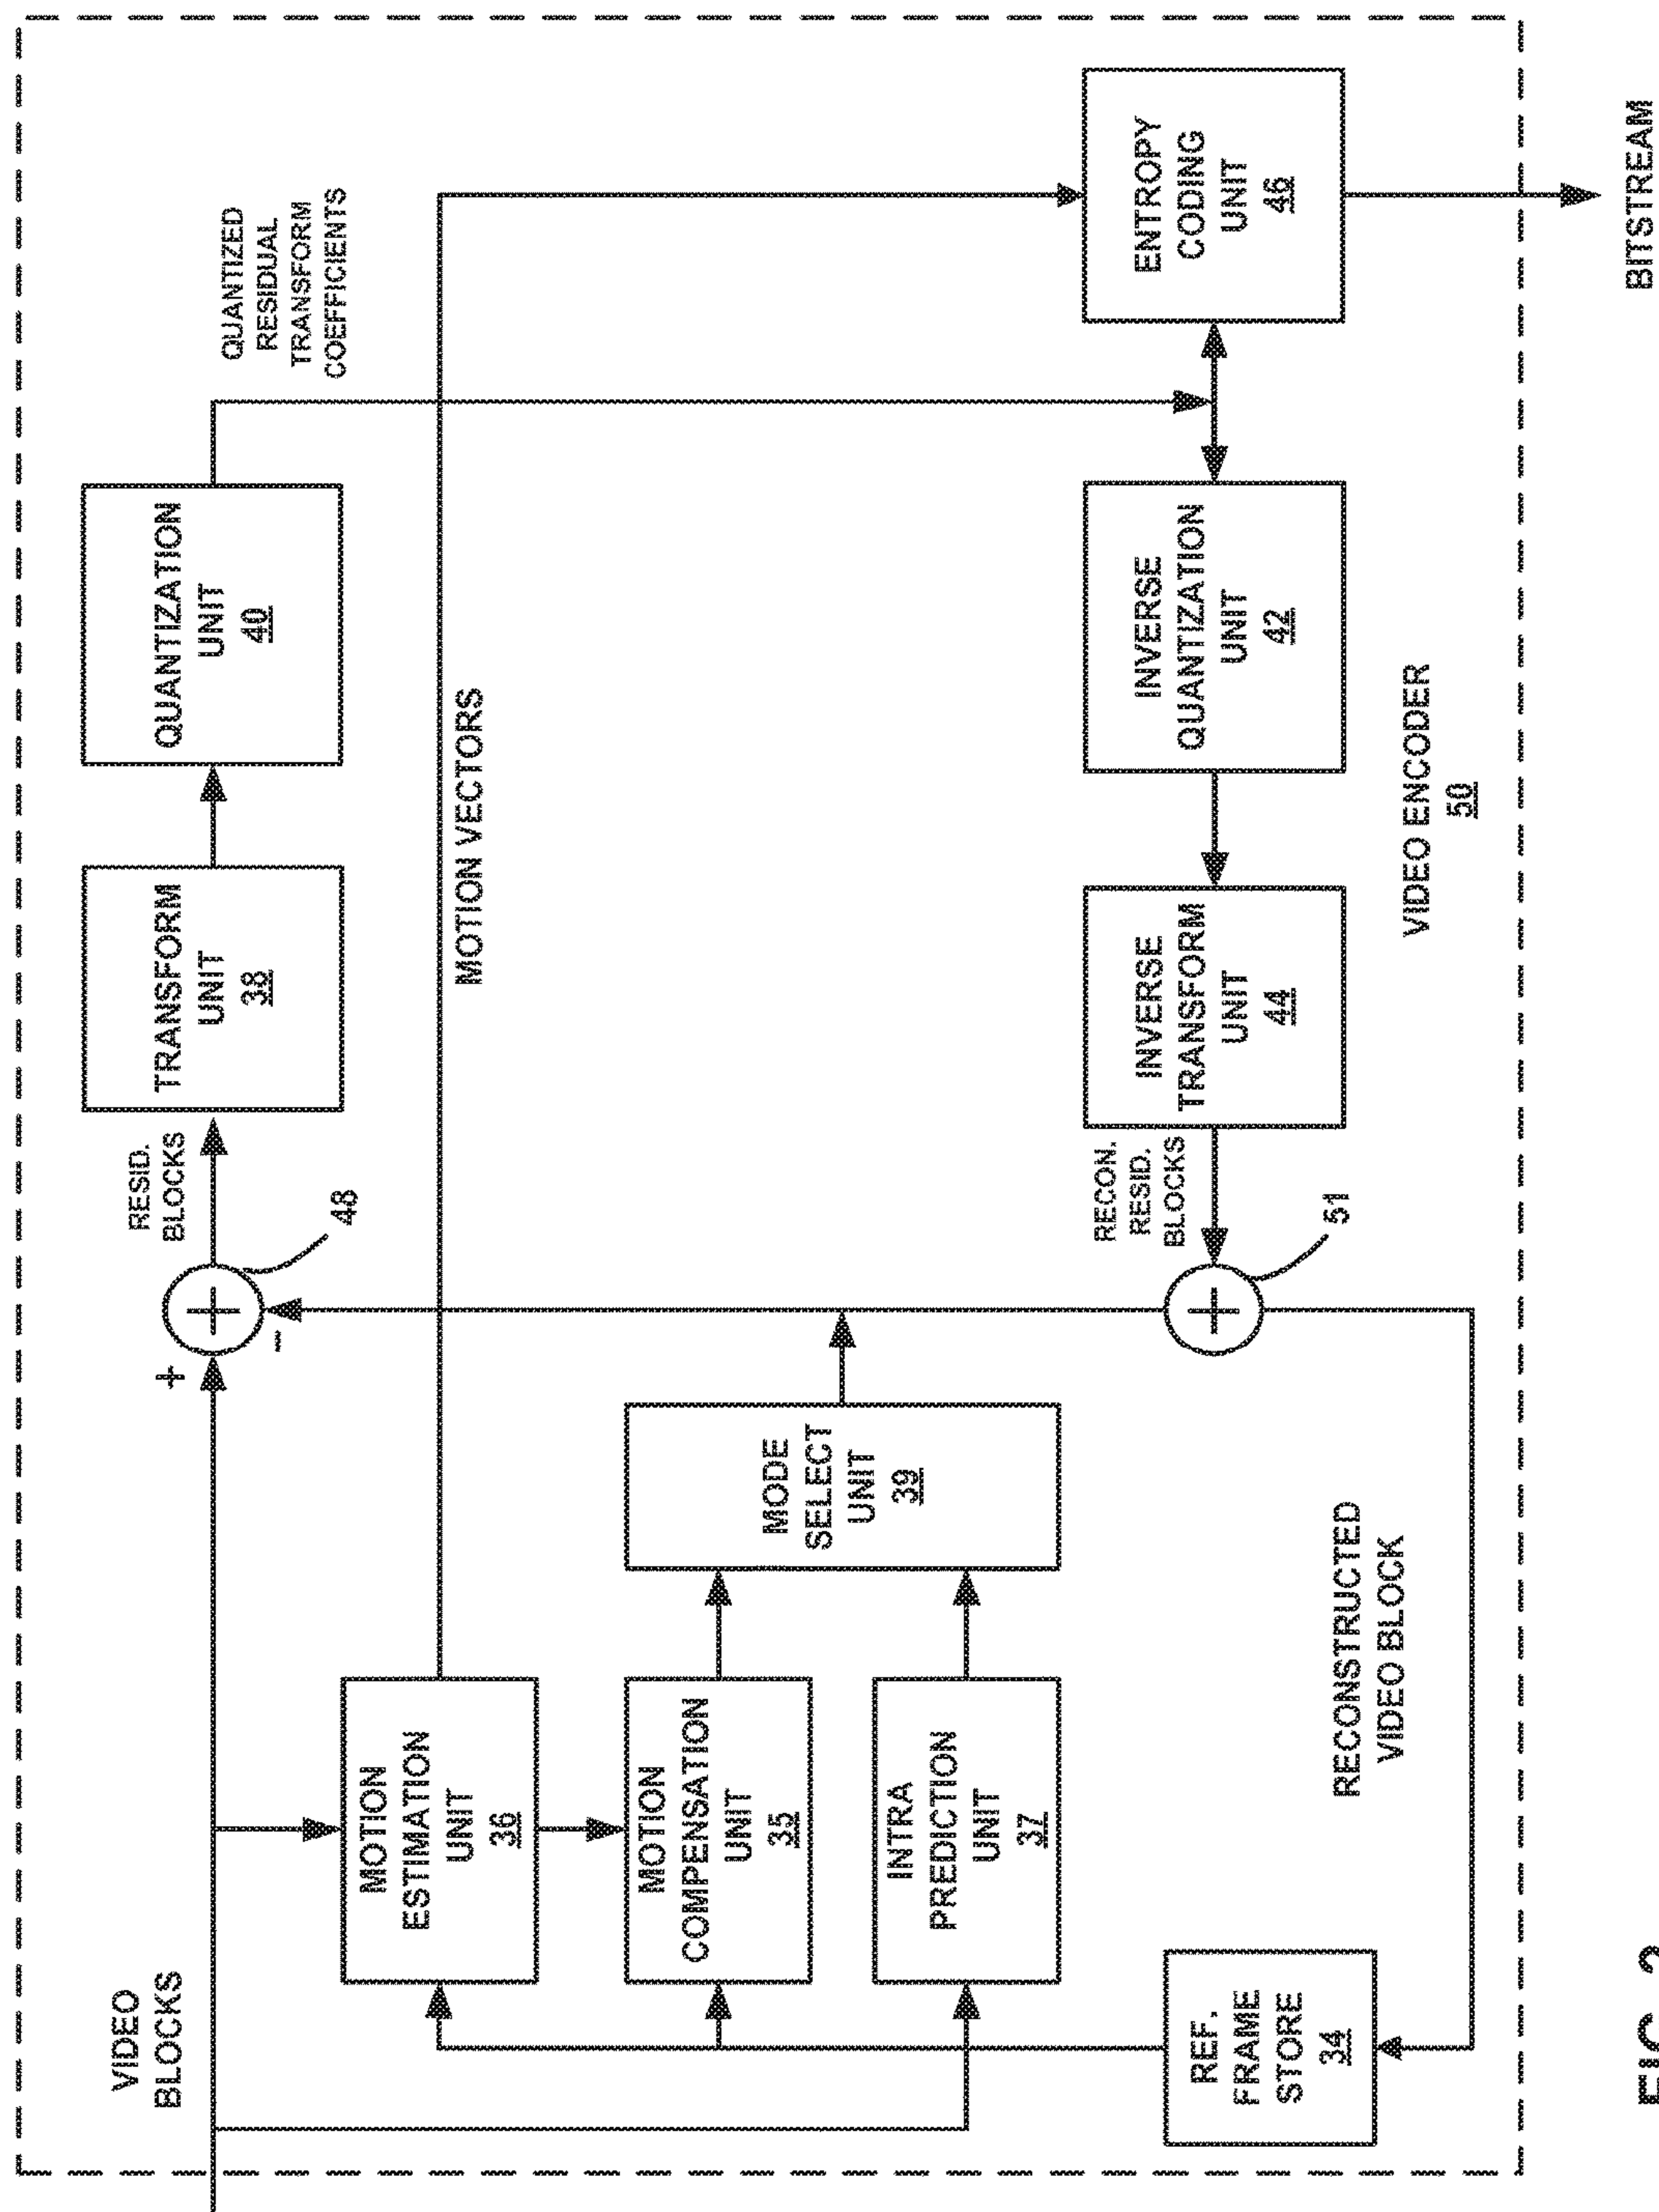 VIDEO
BLOCKS
+
-
48
RESID.
BLOCKS
TRANSFORM
UNIT
38
QUANTIZATION
UNIT
40
QUANTIZED
RESIDUAL
TRANSFORM
COEFFICIENTS
MOTION
ESTIMATION
UNIT
36
MOTION VECTORS
MOTION
COMPENSATION
UNIT
35
INTRA
PREDICTION
UNIT
37
MODE
SELECT
UNIT
39
REF.
FRAME
STORE
34
RECONSTRUCTED
VIDEO BLOCK
51
RECON.
RESID.
BLOCKS
INVERSE
TRANSFORM
UNIT
44
INVERSE
QUANTIZATION
UNIT
42
ENTROPY
CODING
UNIT
46
VIDEO ENCODER
50
BITSTREAM